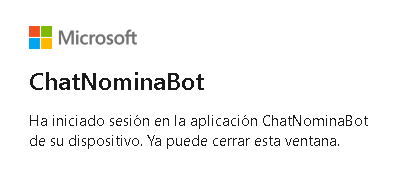 Microsoft
ChatNominaBot
Ha iniciado sesión en la aplicación ChatNominaBot
de su dispositivo. Ya puede cerrar esta ventana.